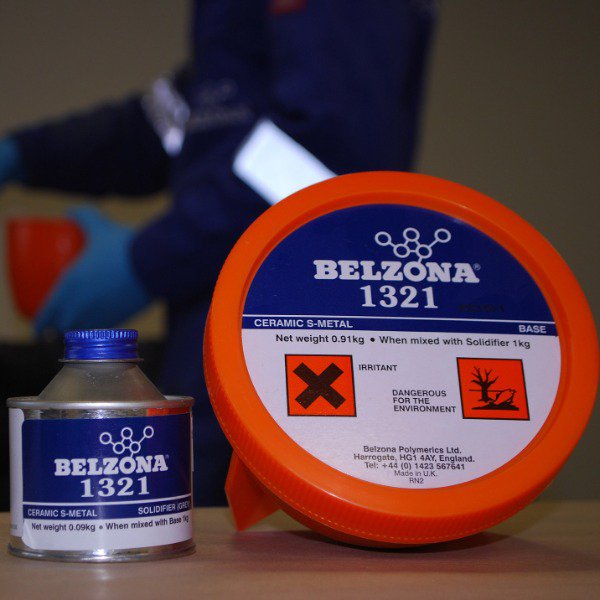 BELZONA®
1321
CERAMIC S-METAL BASE
Net weight 0.91kg • When mixed with Solidifier 1kg
IRRITANT
DANGEROUS
FOR THE
ENVIRONMENT
Belzona Polymerics Ltd.
Harrogate, HG1 4AY, England.
Tel: +44 (0) 1423 567641
Made in U.K.
RN2
BELZONA
1321
CERAMIC S-METAL SOLIDIFIER (GREY)
Net weight 0.09kg • When mixed with Base 1kg